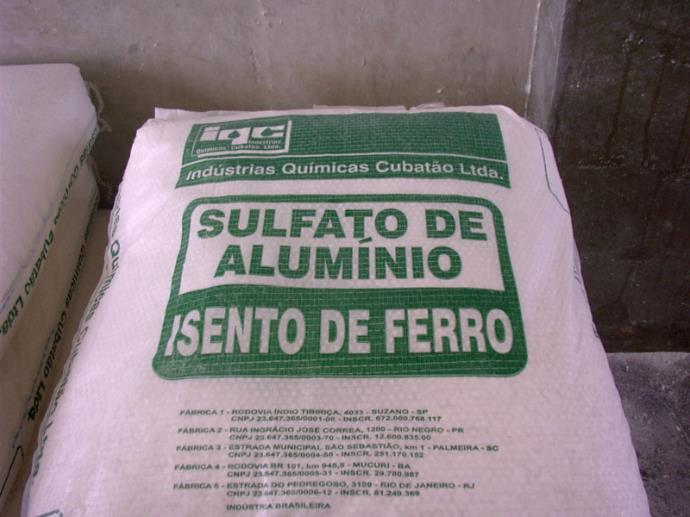 iqc
Indústrias
Químicas Cubatão Ltda.
Indústrias Químicas Cubatão Ltda.
SULFATO DE
ALUMÍNIO
ISENTO DE FERRO
FÁBRICA 1 - RODOVIA ÍNDIO TIBIRIÇA, 4033 - SUZANO - SP
CNPJ 23.647.365/0001-08 - INSCR. 672.000.768.117
FÁBRICA 2 - RUA INGRÁCIO JOSÉ CORREA, 1200 - RIO NEGRO - PR
CNPJ 23.647.365/0003-70 - INSCR. 12.600.835.00
FÁBRICA 3 - ESTRADA MUNICIPAL SÃO SEBASTIÃO, km 1 - PALMEIRA - SC
CNPJ 23.647.365/0004-50 - INSCR. 251.170.152
FÁBRICA 4 - RODOVIA BR 101, km 945,5 - MUCURI - BA
CNPJ 23.647.365/0005-31 - INSCR. 29.780.987
FÁBRICA 5 - ESTRADA DO PEDREGOSO, 3189 - RIO DE JANEIRO - RJ
CNPJ 23.647.365/0006-12 - INSCR. 81.249.369
INDÚSTRIA BRASILEIRA